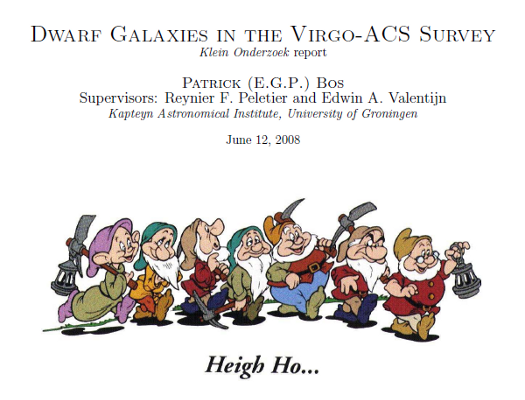 Dwarf Galaxies in the Virgo-ACS Survey
Klein Onderzoek report
Patrick (E.G.P.) Bos
Supervisors: Reynier F. Peletier and Edwin A. Valentijn
Kapteyn Astronomical Institute, University of Groningen
June 12, 2008
Heigh Ho...